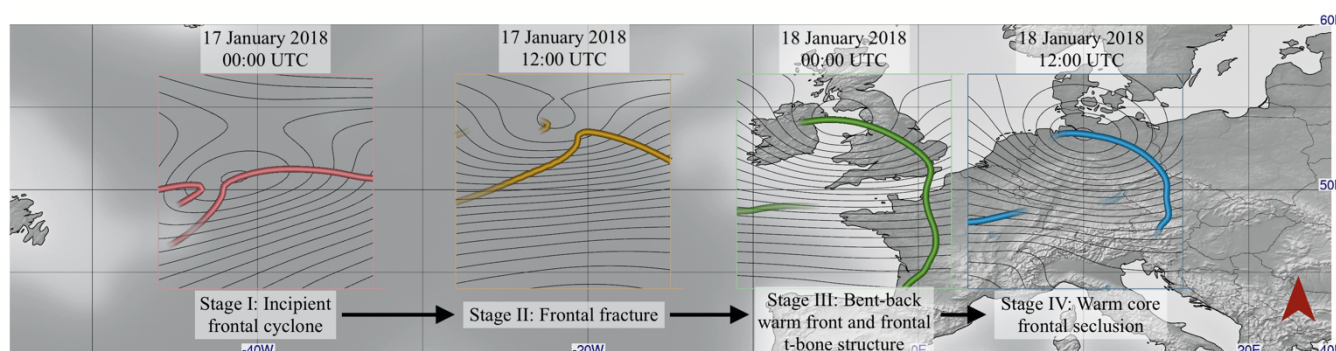 17 January 2018
00:00 UTC
17 January 2018
12:00 UTC
18 January 2018
00:00 UTC
18 January 2018
12:00 UTC
60N
50N
Stage I: Incipient
frontal cyclone
Stage II: Frontal fracture
Stage III: Bent-back
warm front and frontal
t-bone structure
Stage IV: Warm core
frontal seclusion
-40W
-20W
0E
20E
40N